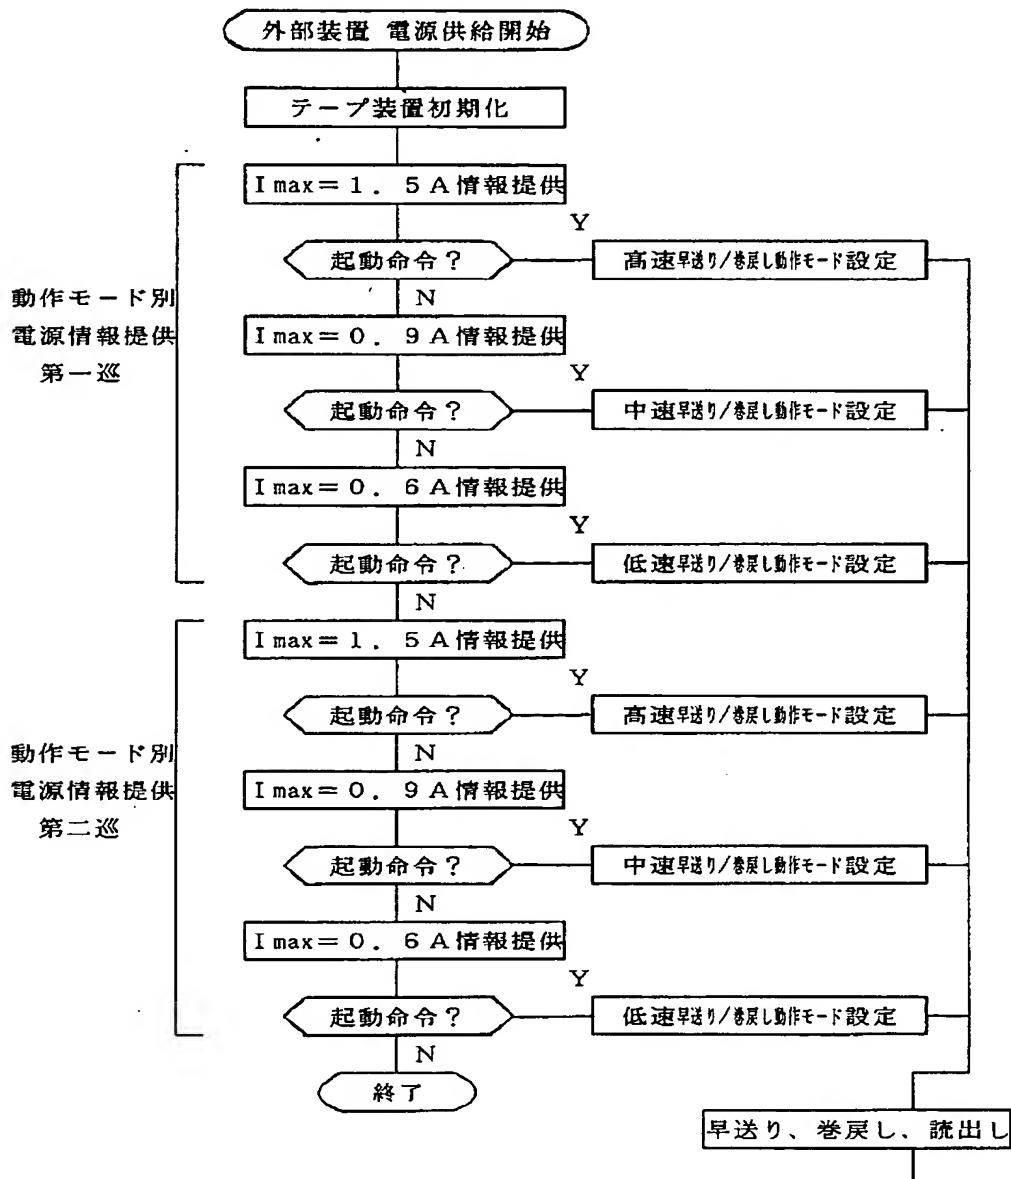 外部装置 電源供給開始
テープ装置初期化
Imax=1.5A情報提供
Y
起動命令?
高速早送り/巻戻し動作モード設定
N
動作モード別
電源情報提供
第一巡
Imax=0.9A情報提供
Y
起動命令?
中速早送り/巻戻し動作モード設定
N
Imax=0.6A情報提供
Y
起動命令?
低速早送り/巻戻し動作モード設定
N
Imax=1.5A情報提供
Y
起動命令?
高速早送り/巻戻し動作モード設定
N
動作モード別
電源情報提供
第二巡
Imax=0.9A情報提供
Y
起動命令?
中速早送り/巻戻し動作モード設定
N
Imax=0.6A情報提供
Y
起動命令?
低速早送り/巻戻し動作モード設定
N
終了
早送り、巻戻し、読出し